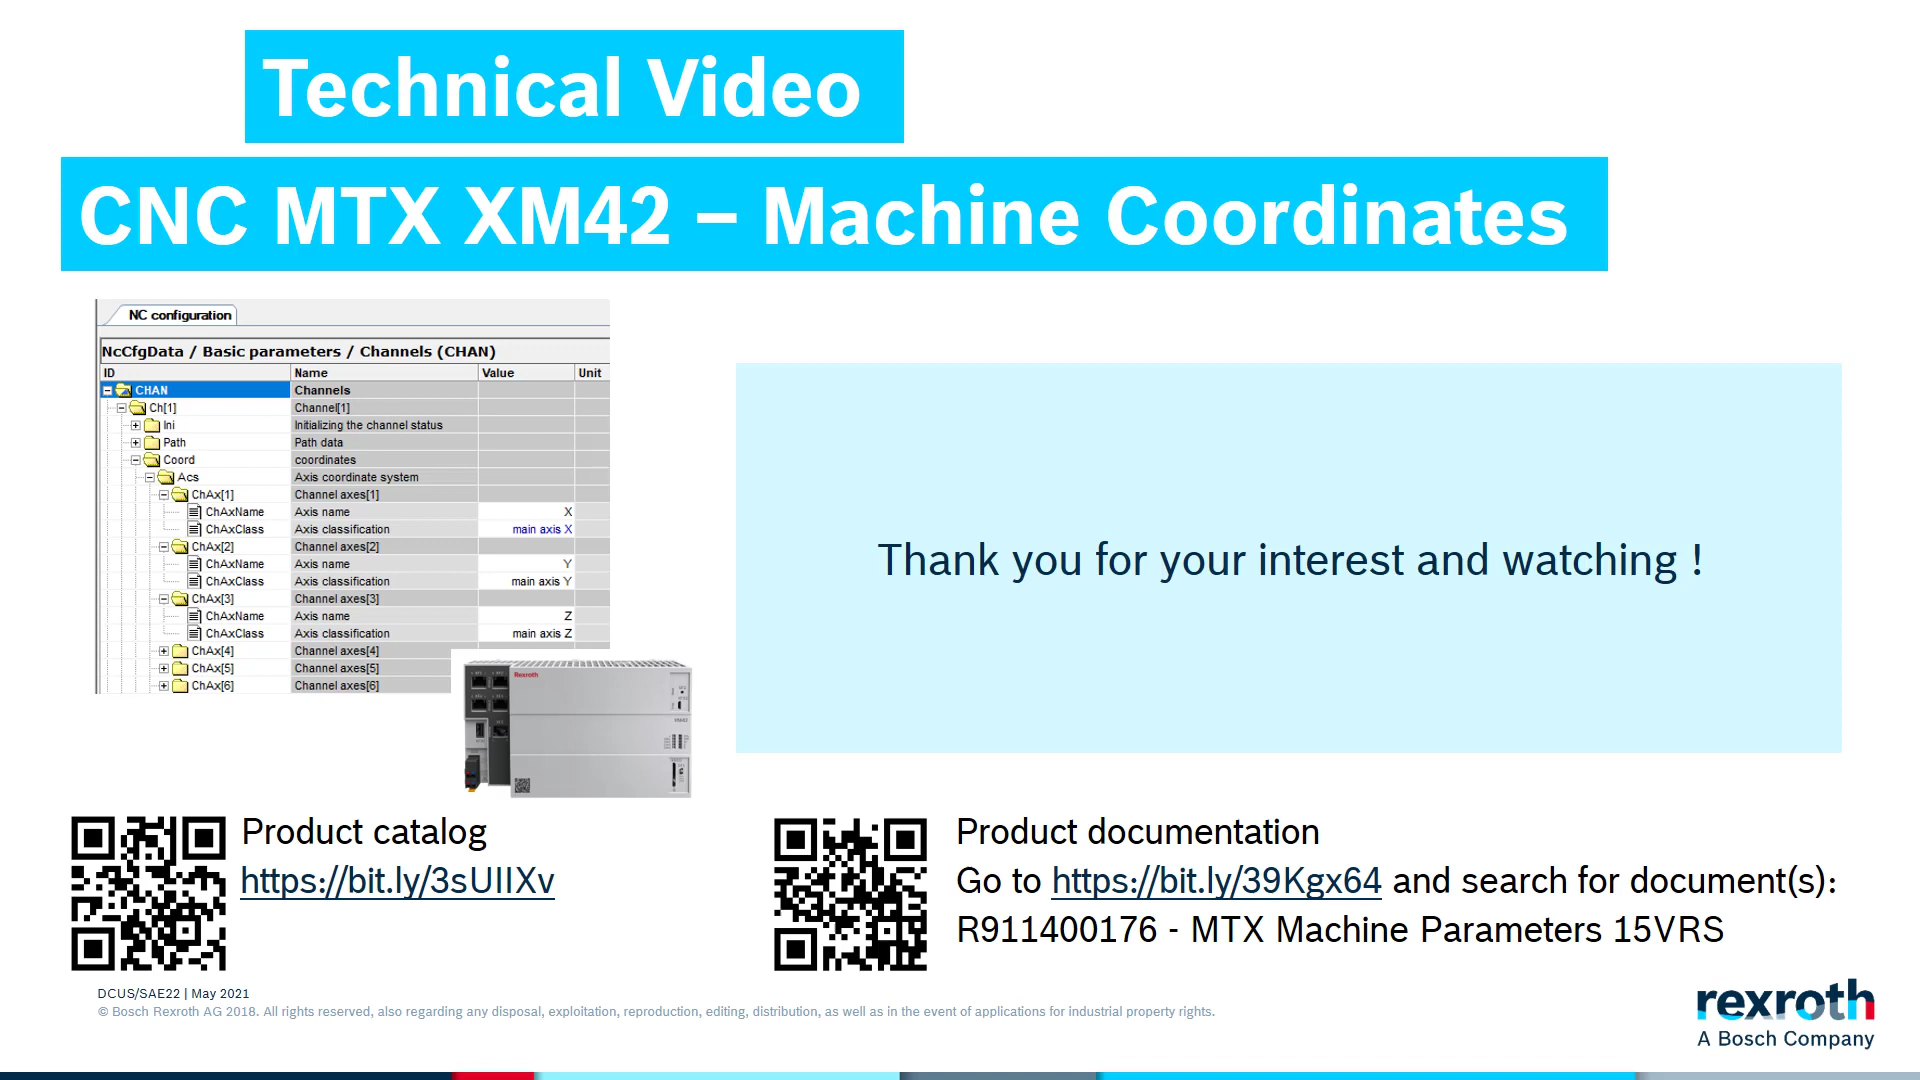 Technical Video
CNC MTX XM42 – Machine Coordinates
NC configuration
NcCfgData / Basic parameters / Channels (CHAN)
ID Name Value Unit
CHAN Channels
Ch[1] Channel[1]
Ini Initializing the channel status
Path Path data
Coord coordinates
Acs Axis coordinate system
ChAx[1] Channel axes[1]
ChAxName Axis name X
ChAxClass Axis classification main axis X
ChAx[2] Channel axes[2]
ChAxName Axis name Y
ChAxClass Axis classification main axis Y
ChAx[3] Channel axes[3]
ChAxName Axis name Z
ChAxClass Axis classification main axis Z
ChAx[4] Channel axes[4]
ChAx[5] Channel axes[5]
ChAx[6] Channel axes[6]
Rexroth
XM42
Thank you for your interest and watching !
Product catalog
https://bit.ly/3sUIIXv
Product documentation
Go to https://bit.ly/39Kgx64 and search for document(s):
R911400176 - MTX Machine Parameters 15VRS
DCUS/SAE22 | May 2021
© Bosch Rexroth AG 2018. All rights reserved, also regarding any disposal, exploitation, reproduction, editing, distribution, as well as in the event of applications for industrial property rights.
rexroth
A Bosch Company